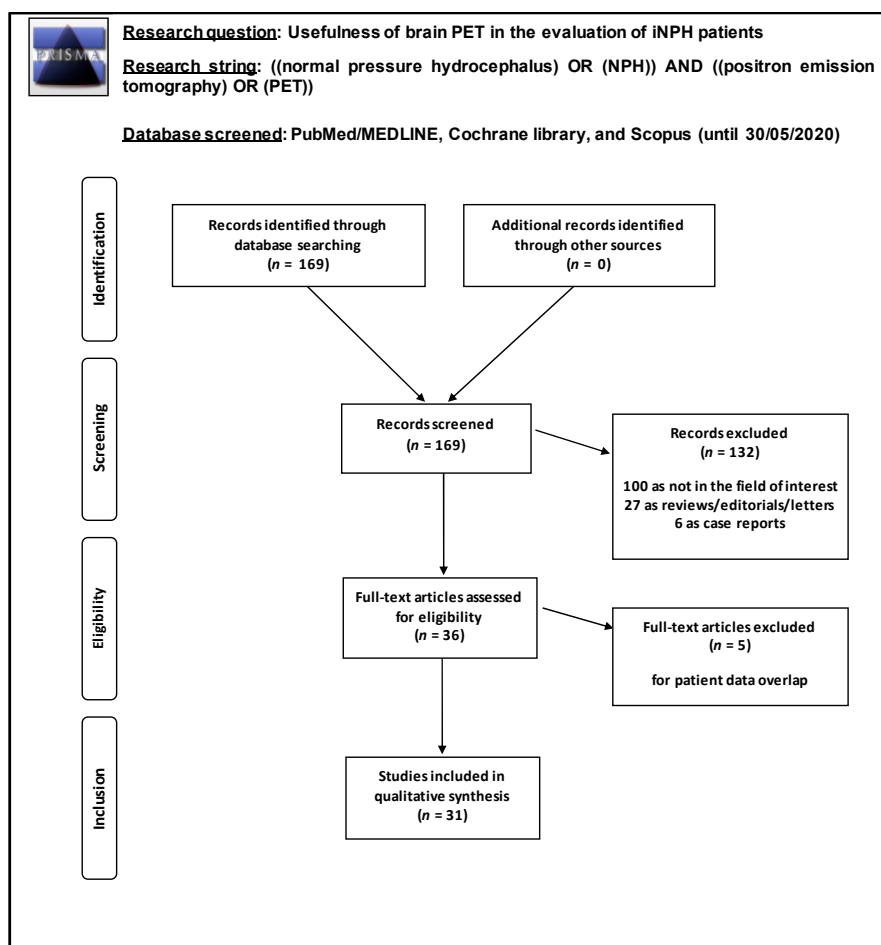 PRISMA
Research question: Usefulness of brain PET in the evaluation of iNPH patients
Research string: ((normal pressure hydrocephalus) OR (NPH)) AND ((positron emission
tomography) OR (PET))
Database screened: PubMed/MEDLINE, Cochrane library, and Scopus (until 30/05/2020)
Identification
Records identified through
database searching
(n = 169)
Additional records identified
through other sources
(n = 0)
Screening
Records screened
(n = 169)
Records excluded
(n = 132)
100 as not in the field of interest
27 as reviews/editorials/letters
6 as case reports
Eligibility
Full-text articles assessed
for eligibility
(n = 36)
Full-text articles excluded
(n = 5)
for patient data overlap
Inclusion
Studies included in
qualitative synthesis
(n = 31)